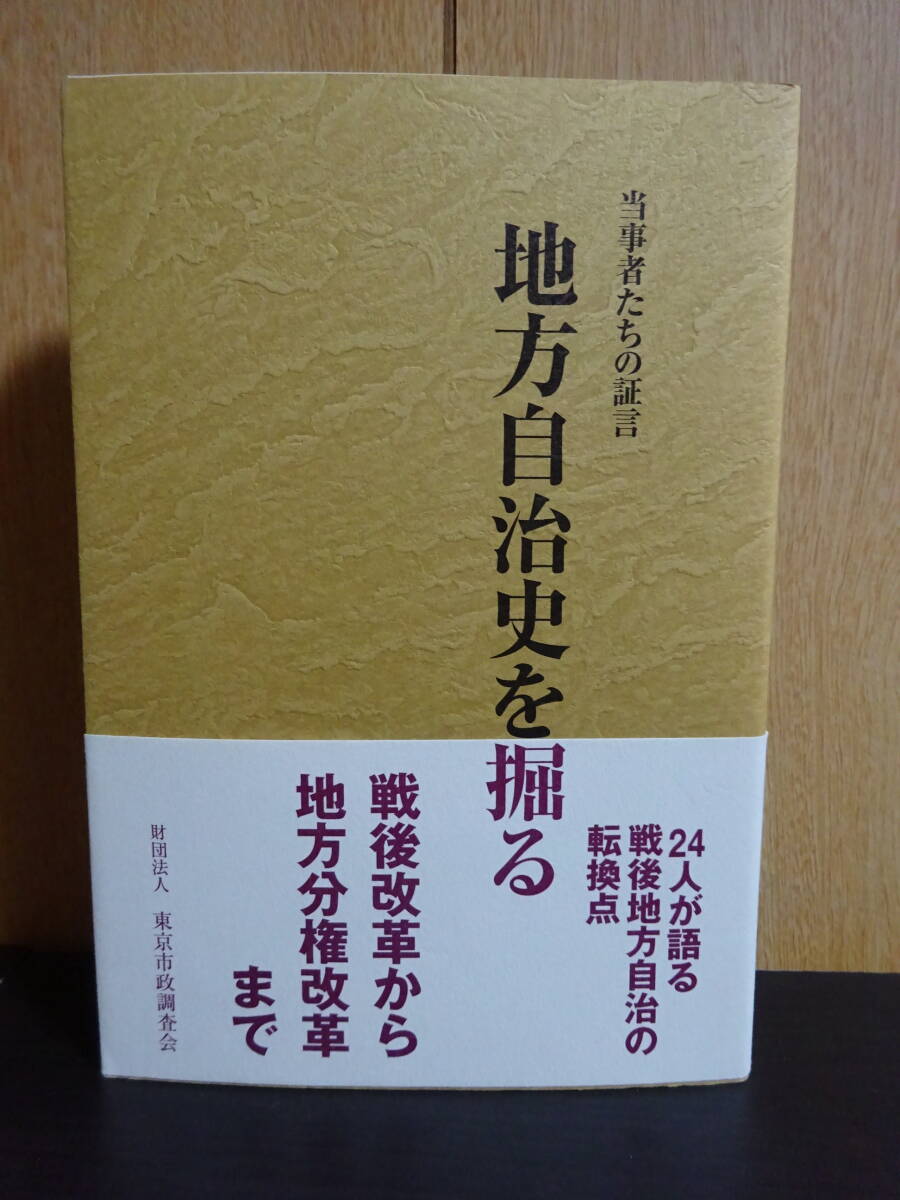 当事者たちの証言
地方自治史を掘る
24人が語る
戦後地方自治の
転換点
戦後改革から
地方分権改革
まで
財団法人 東京市政調査会